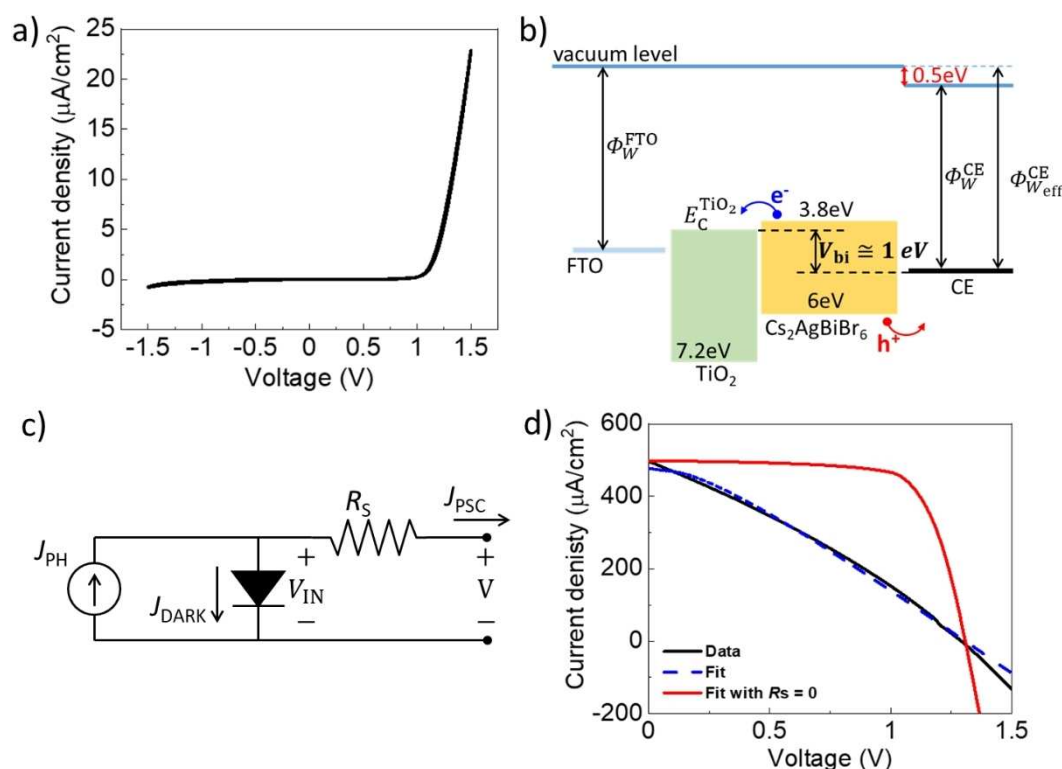 a)
25
20
15
10
5
0
-5
Current density (μA/cm²)
-1.5 -1 -0.5 0 0.5 1 1.5
Voltage (V)
b)
vacuum level
0.5eV
Φ_W^FTO
Φ_W^CE
Φ_Weff^CE
E_C^TiO₂
e⁻
3.8eV
V_bi ≅ 1 eV
FTO
CE
6eV
Cs₂AgBiBr₆
h⁺
7.2eV
TiO₂
c)
R_S
J_PSC
J_PH
+
+
J_DARK
V_IN
V
−
−
d)
600
400
200
0
-200
Current denisty (μA/cm²)
Data
Fit
Fit with Rs = 0
0 0.5 1 1.5
Voltage (V)